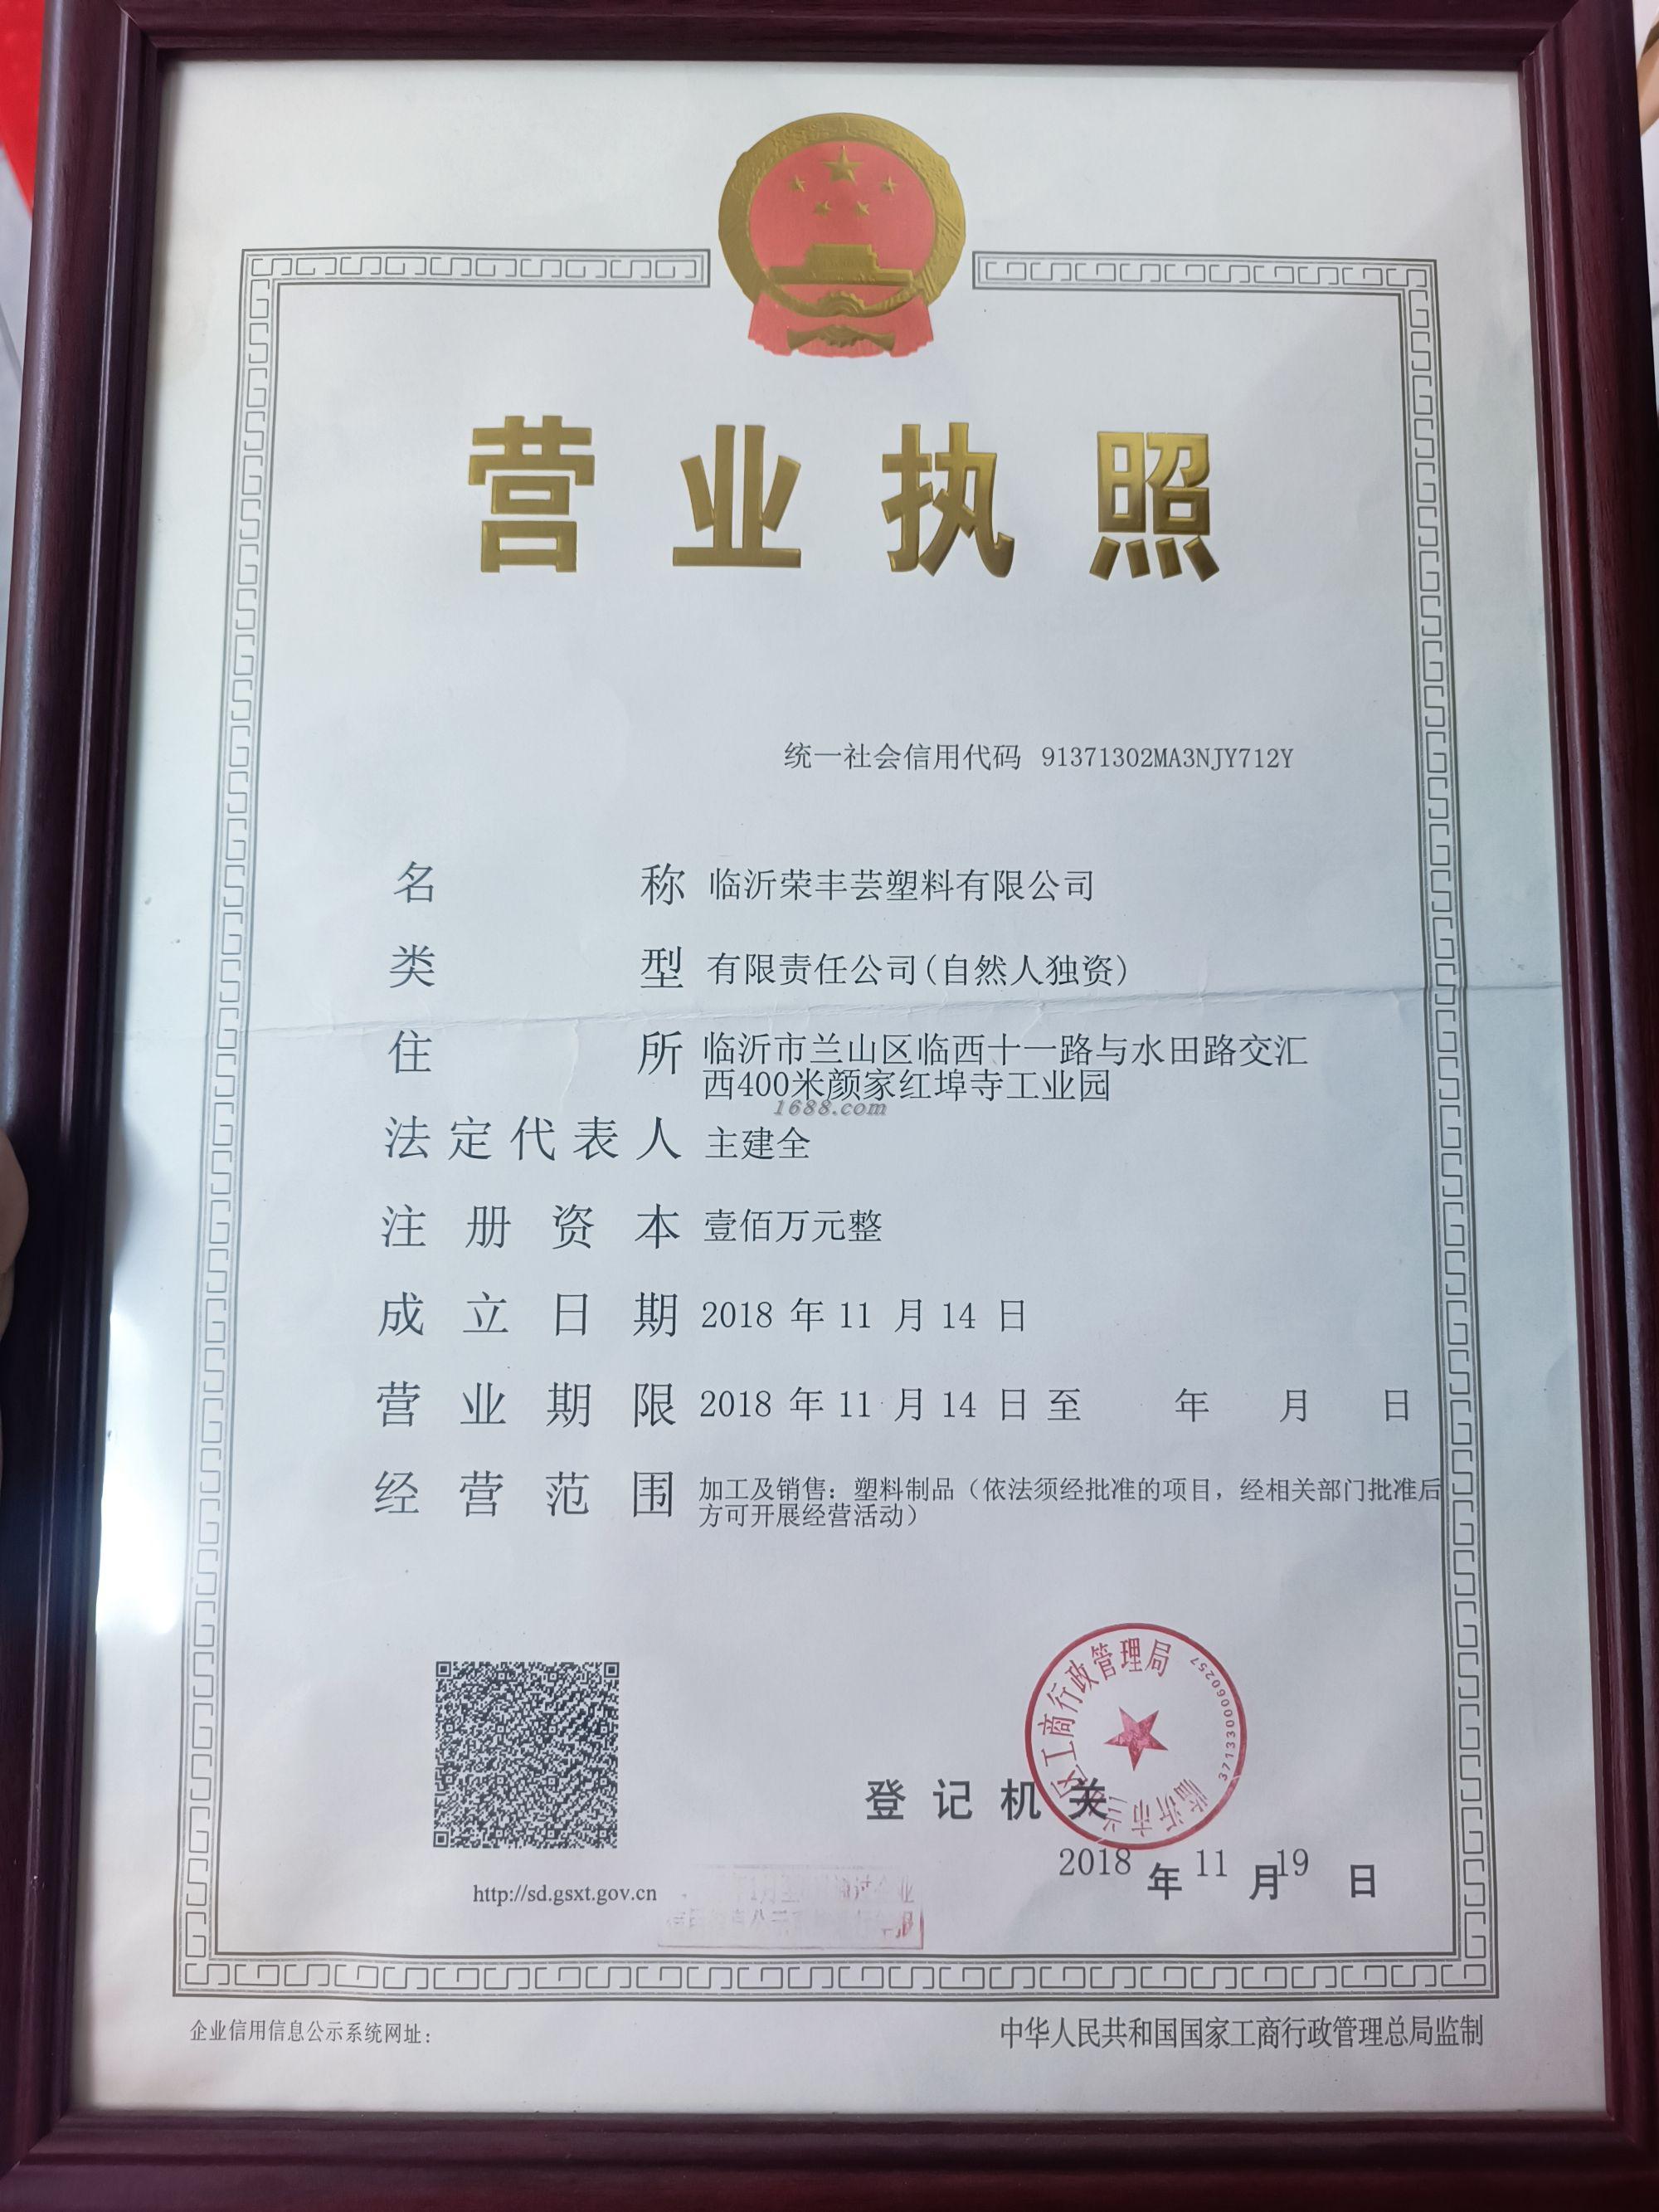 营业执照
统一社会信用代码 91371302MA3NJY712Y
名称 临沂荣丰芸塑料有限公司
类型 有限责任公司(自然人独资)
住所 临沂市兰山区临西十一路与水田路交汇
西400米颜家红埠寺工业园
1688.com
法定代表人 主建全
注册资本 壹佰万元整
成立日期 2018 年 11 月 14 日
营业期限 2018 年 11 月 14 日 至 年 月 日
经营范围 加工及销售：塑料制品（依法须经批准的项目，经相关部门批准后
方可开展经营活动）
临沂市兰山区工商行政管理局
3713300060257
登记机关
2018 年 11 月 19 日
http://sd.gsxt.gov.cn
企业信用信息公示系统网址：
中华人民共和国国家工商行政管理总局监制